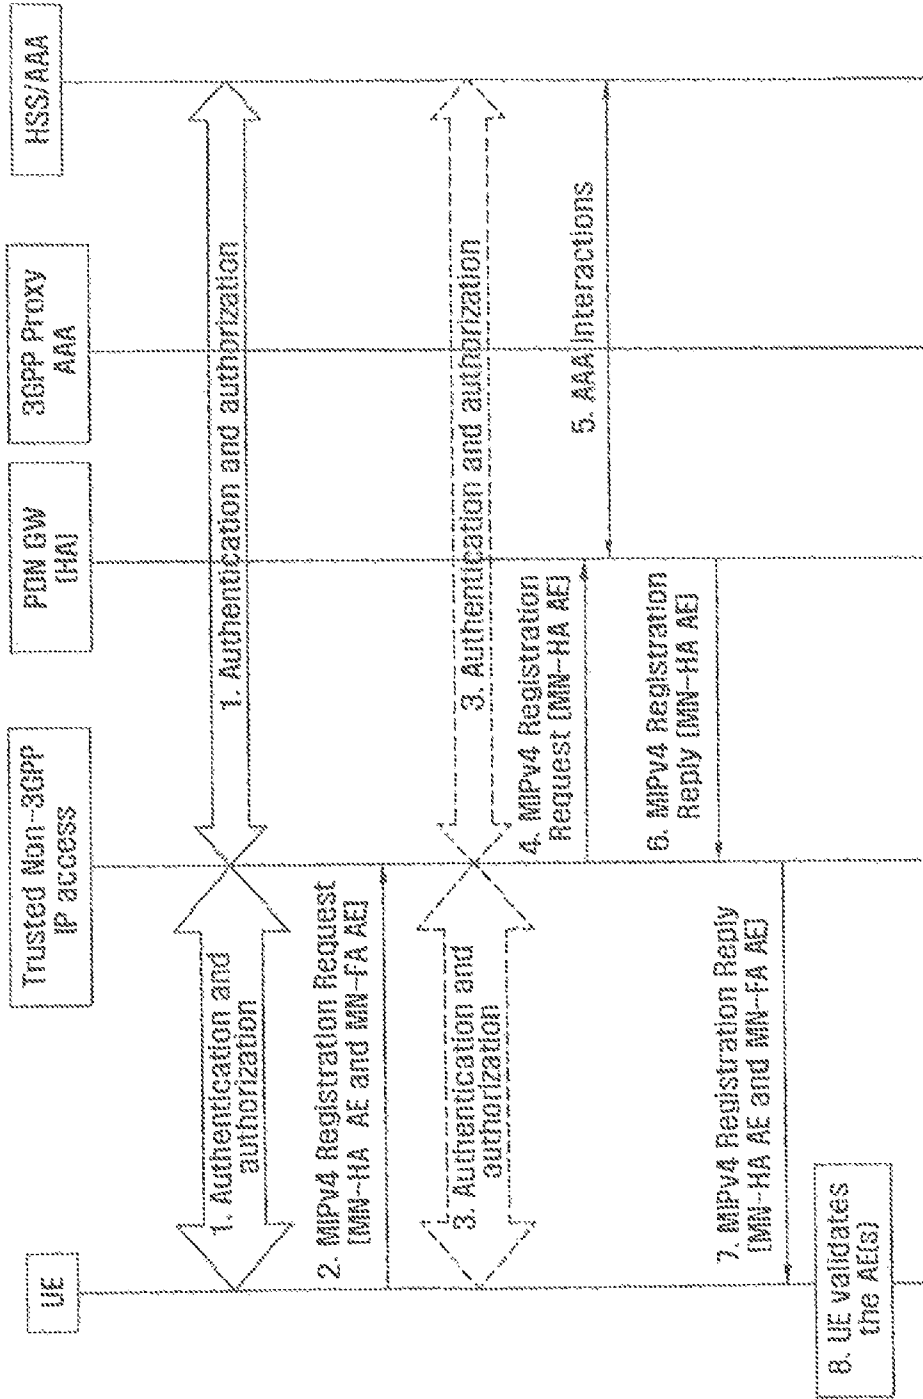 UE
Trusted Non-3GPP
IP access
PDN GW
(HA)
3GPP Proxy
AAA
HSS/AAA
1. Authentication and
authorization
1. Authentication and authorization
2. MIPv4 Registration Request
(MN-HA AE and MN-FA AE)
3. Authentication and
authorization
3. Authentication and authorization
4. MIPv4 Registration
Request (MN-HA AE)
5. AAA Interactions
6. MIPv4 Registration
Reply (MN-HA AE)
7. MIPv4 Registration Reply
(MN-HA AE and MN-FA AE)
8. UE validates
the AE(s)